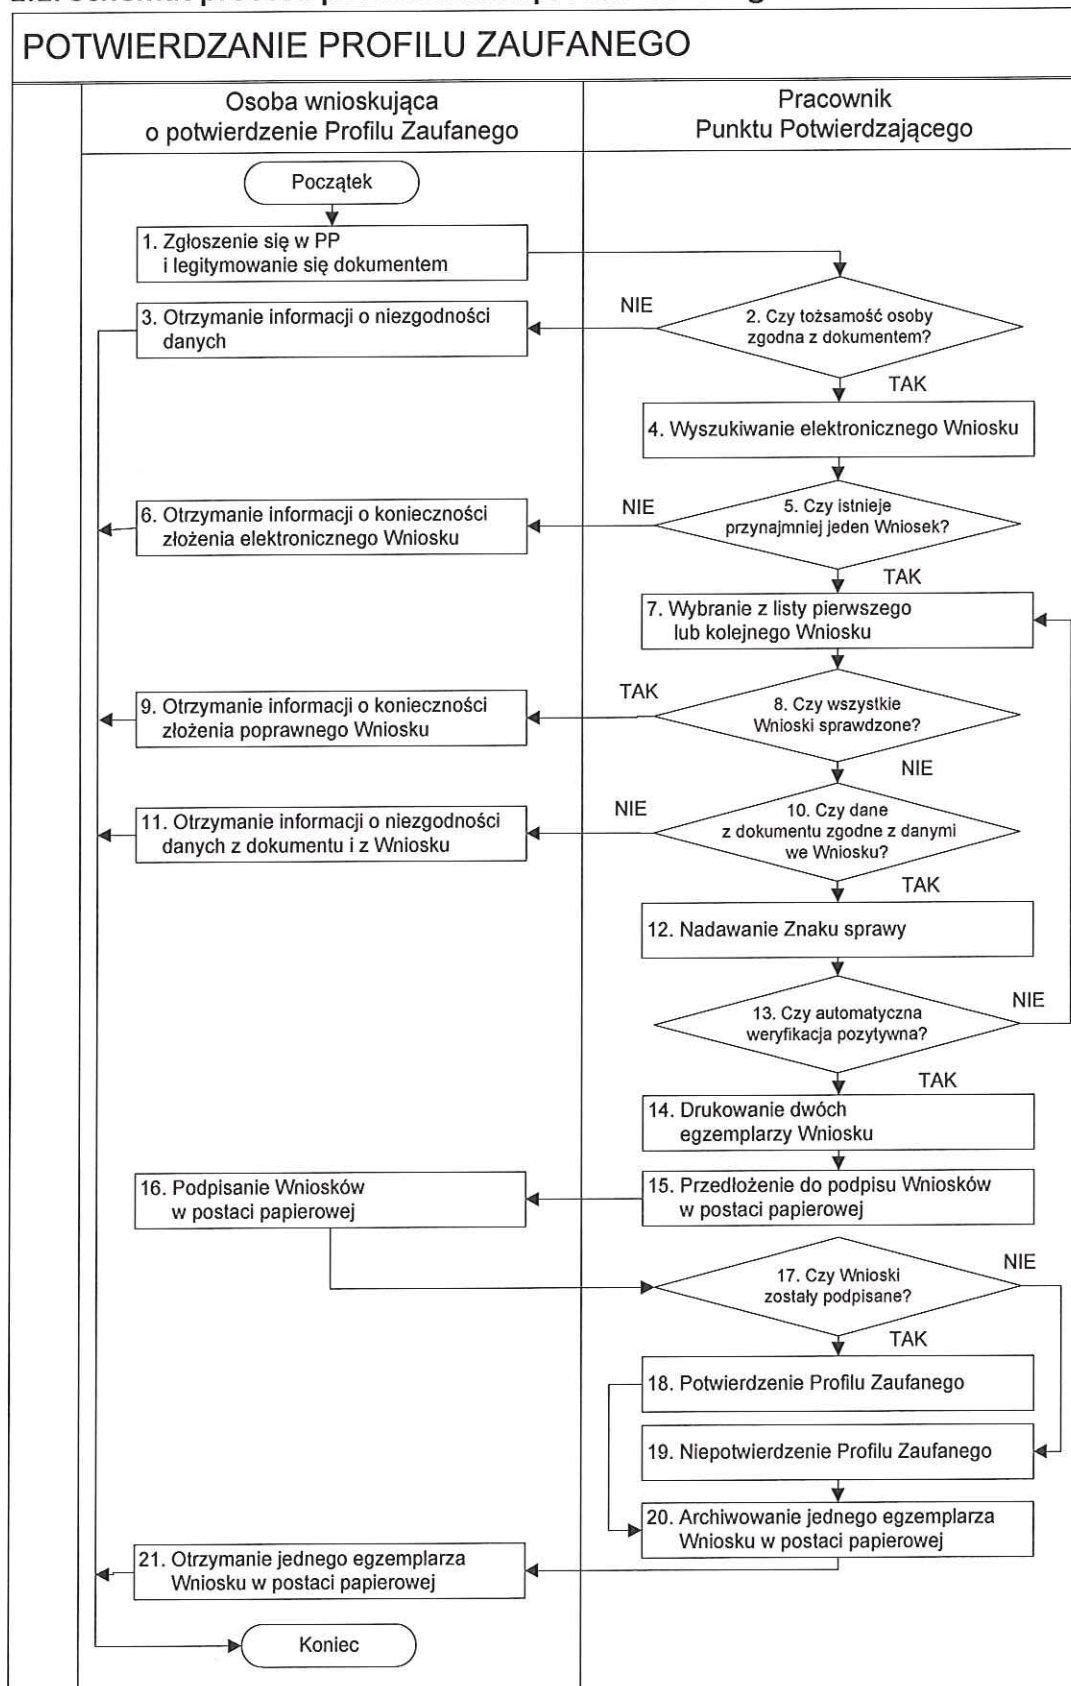 POTWIERDZANIE PROFILU ZAUFANEGO
Osoba wnioskująca
o potwierdzenie Profilu Zaufanego
Pracownik
Punktu Potwierdzającego
Początek
1. Zgłoszenie się w PP
i legitymowanie się dokumentem
NIE
2. Czy tożsamość osoby
zgodna z dokumentem?
3. Otrzymanie informacji o niezgodności
danych
TAK
4. Wyszukiwanie elektronicznego Wniosku
NIE
5. Czy istnieje
przynajmniej jeden Wniosek?
6. Otrzymanie informacji o konieczności
złożenia elektronicznego Wniosku
TAK
7. Wybranie z listy pierwszego
lub kolejnego Wniosku
TAK
8. Czy wszystkie
Wnioski sprawdzone?
9. Otrzymanie informacji o konieczności
złożenia poprawnego Wniosku
NIE
NIE
10. Czy dane
z dokumentu zgodne z danymi
we Wniosku?
11. Otrzymanie informacji o niezgodności
danych z dokumentu i z Wniosku
TAK
12. Nadawanie Znaku sprawy
NIE
13. Czy automatyczna
weryfikacja pozytywna?
TAK
14. Drukowanie dwóch
egzemplarzy Wniosku
15. Przedłożenie do podpisu Wniosków
w postaci papierowej
16. Podpisanie Wniosków
w postaci papierowej
NIE
17. Czy Wnioski
zostały podpisane?
TAK
18. Potwierdzenie Profilu Zaufanego
19. Niepotwierdzenie Profilu Zaufanego
20. Archiwowanie jednego egzemplarza
Wniosku w postaci papierowej
21. Otrzymanie jednego egzemplarza
Wniosku w postaci papierowej
Koniec